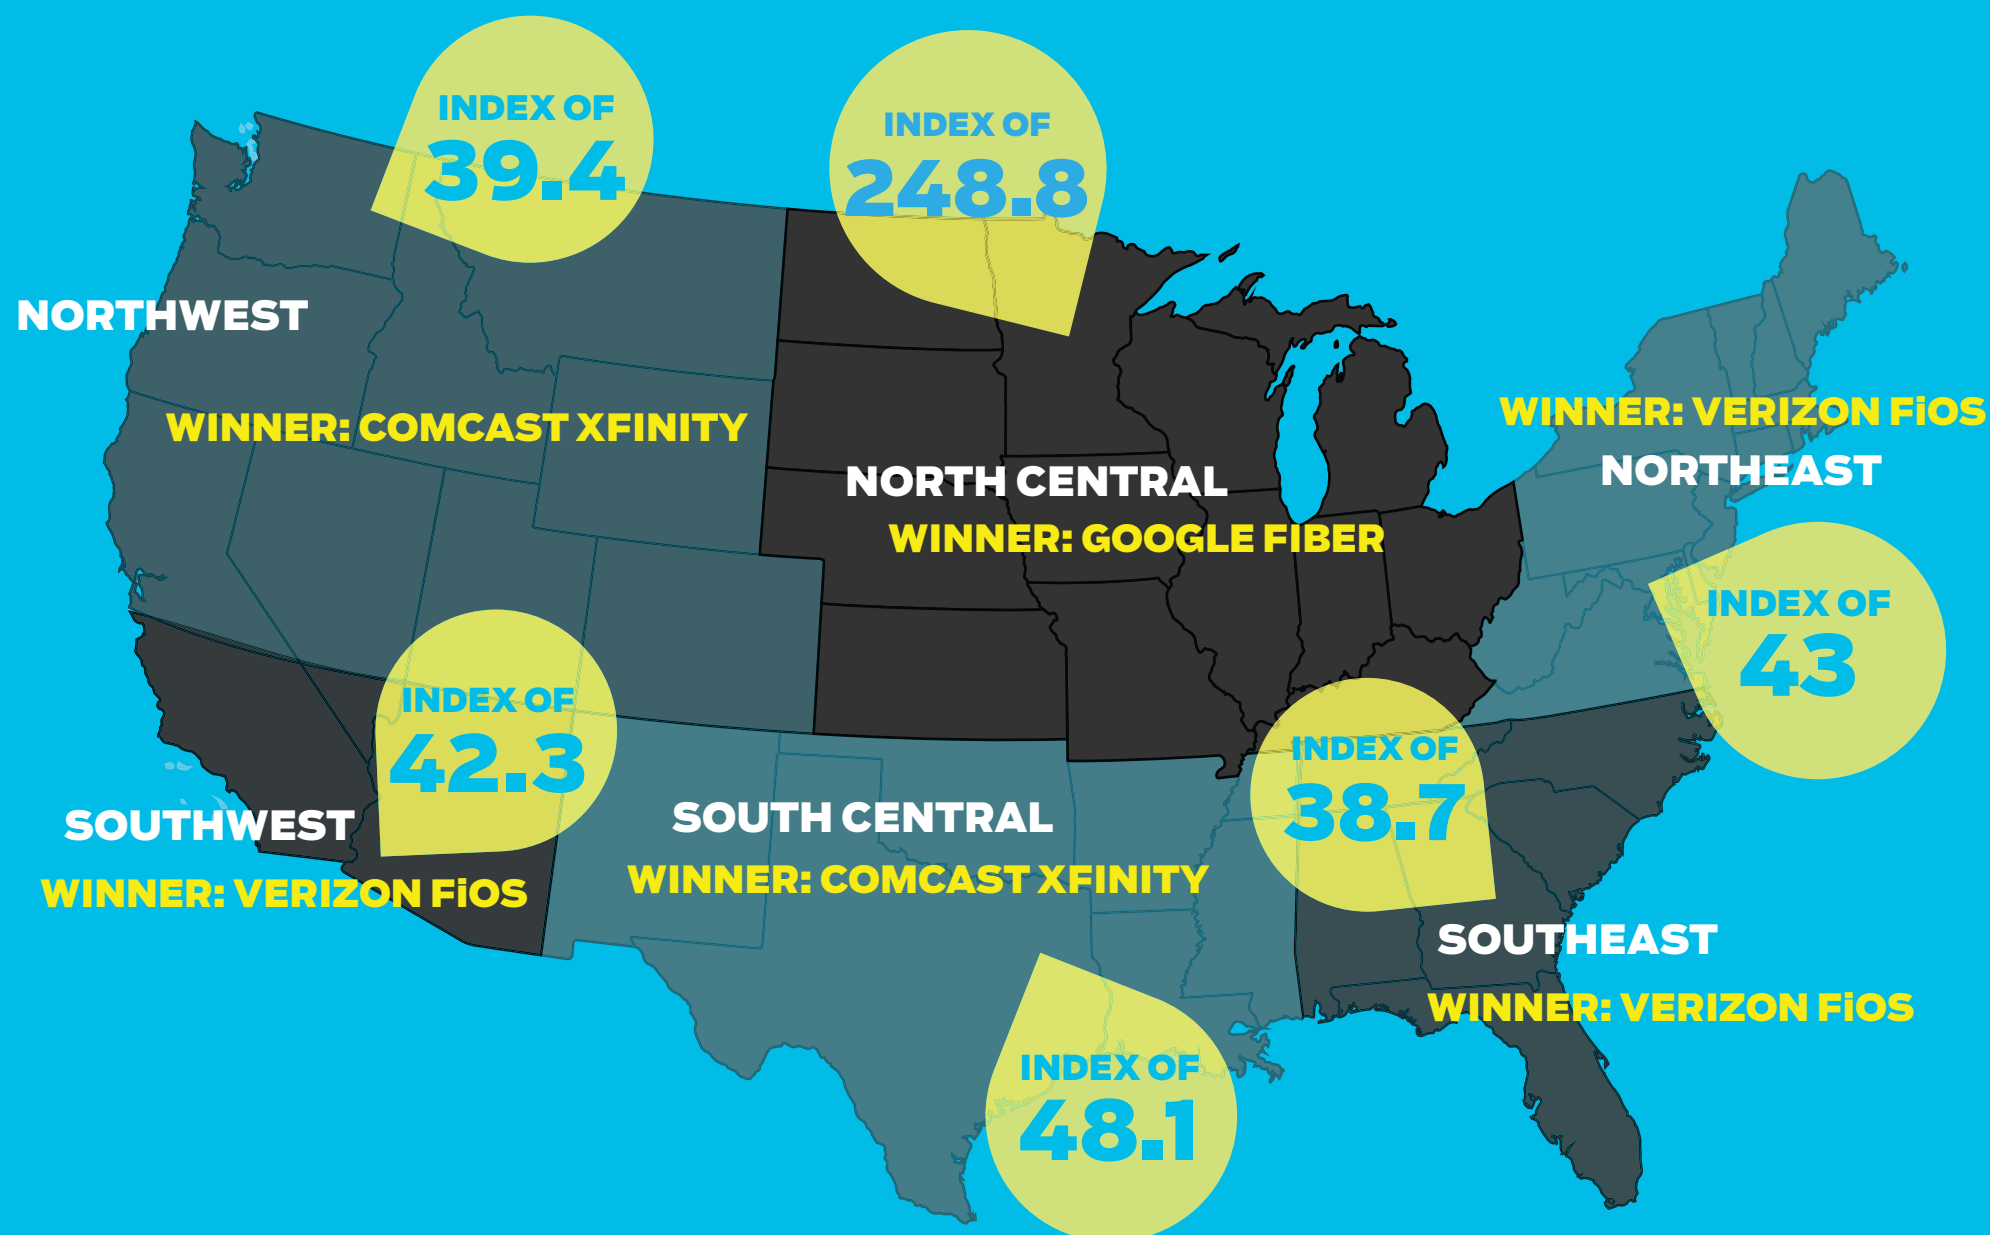 INDEX OF
39.4
INDEX OF
248.8
NORTHWEST
WINNER: COMCAST XFINITY
NORTH CENTRAL
WINNER: GOOGLE FIBER
WINNER: VERIZON FiOS
NORTHEAST
INDEX OF
43
INDEX OF
42.3
SOUTHWEST
WINNER: VERIZON FiOS
SOUTH CENTRAL
WINNER: COMCAST XFINITY
INDEX OF
38.7
SOUTHEAST
WINNER: VERIZON FiOS
INDEX OF
48.1